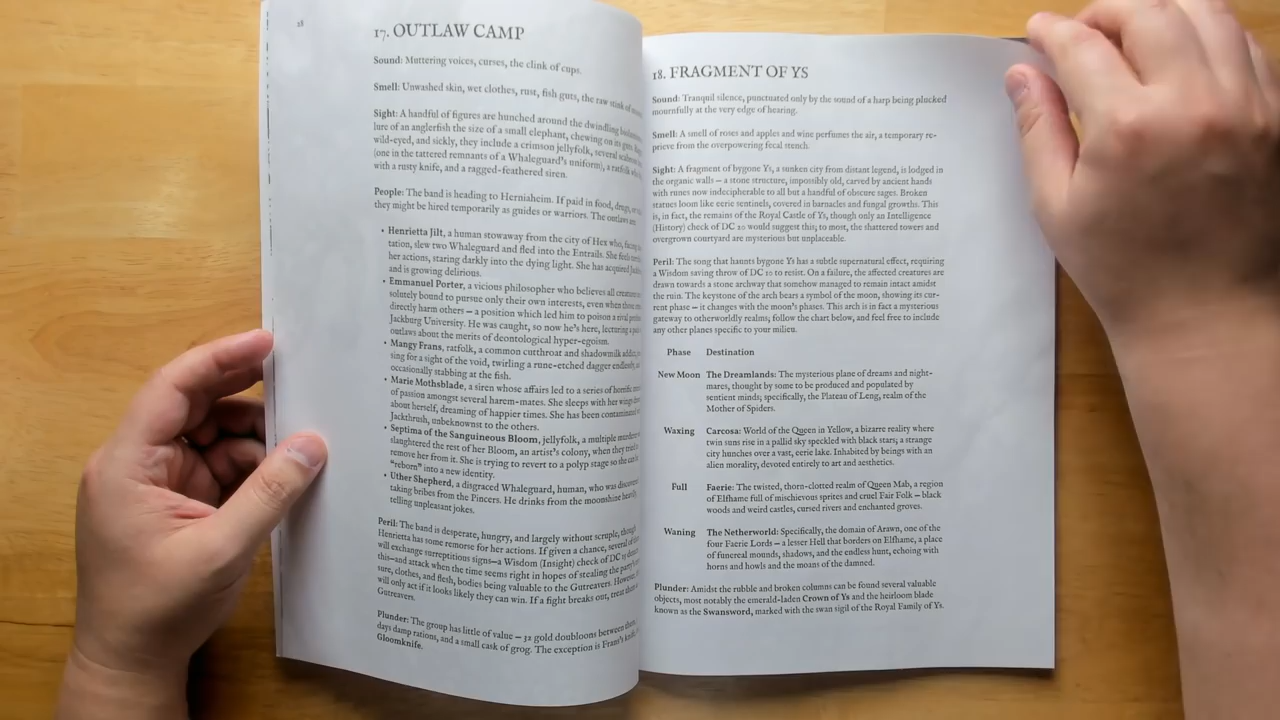 28
17. OUTLAW CAMP
Sound: Muttering voices, curses, the clink of cups.
Smell: Unwashed skin, wet clothes, rust, fish guts, the raw stink of
Sight: A handful of figures are hunched around the dwindling
lure of an anglerfish the size of a small elephant, chewing on its
wild-eyed, and sickly, they include a crimson jellyfolk, several
(one in the tattered remnants of a Whaleguard's uniform), a ratfolk
with a rusty knife, and a ragged-feathered siren.
People: The band is heading to Herniaheim. If paid in food, drugs,
they might be hired temporarily as guides or warriors. The outlaws
• Henrietta Jilt, a human stowaway from the city of Hex who,
tation, slew two Whaleguard and fled into the Entrails. She
her actions, staring darkly into the dying light. She has acquired
and is growing delirious.
• Emmanuel Porter, a vicious philosopher who believes all
solutely bound to pursue only their own interests, even when
directly harm others – a position which led him to poison a rival
Jackburg University. He was caught, so now he's here, lecturing
outlaws about the merits of deontological hyper-egoism.
• Mangy Frans, ratfolk, a common cutthroat and shadowmilk
sing for a sight of the void, twirling a rune-etched dagger endlessly,
occasionally stabbing at the fish.
• Marie Mothsblade, a siren whose affairs led to a series of horrific
of passion amongst several harem-mates. She sleeps with her wings
about herself, dreaming of happier times. She has been contaminated
Jackthrush, unbeknownst to the others.
• Septima of the Sanguineous Bloom, jellyfolk, a multiple
slaughtered the rest of her Bloom, an artist's colony, when they tried
remove her from it. She is trying to revert to a polyp stage so she can
"reborn" into a new identity.
• Uther Shepherd, a disgraced Whaleguard, human, who was
taking bribes from the Pincers. He drinks from the moonshine heavily,
telling unpleasant jokes.
Peril: The band is desperate, hungry, and largely without scruple, though
Henrietta has some remorse for her actions. If given a chance, several of
will exchange surreptitious signs—a Wisdom (Insight) check of DC
this—and attack when the time seems right in hopes of stealing the party's
sure, clothes, and flesh, bodies being valuable to the Gutreavers. However,
will only act if it looks likely they can win. If a fight breaks out, treat
Gutreavers.
Plunder: The group has little of value – 32 gold doubloons between them,
days damp rations, and a small cask of grog. The exception is Frans's knife,
Gloomknife.
18. FRAGMENT OF YS
Sound: Tranquil silence, punctuated only by the sound of a harp being plucked
mournfully at the very edge of hearing.
Smell: A smell of roses and apples and wine perfumes the air, a temporary re-
prieve from the overpowering fecal stench.
Sight: A fragment of bygone Ys, a sunken city from distant legend, is lodged in
the organic walls – a stone structure, impossibly old, carved by ancient hands
with runes now indecipherable to all but a handful of obscure sages. Broken
statues loom like eerie sentinels, covered in barnacles and fungal growths. This
is, in fact, the remains of the Royal Castle of Ys, though only an Intelligence
(History) check of DC 20 would suggest this; to most, the shattered towers and
overgrown courtyard are mysterious but unplaceable.
Peril: The song that haunts bygone Ys has a subtle supernatural effect, requiring
a Wisdom saving throw of DC 10 to resist. On a failure, the affected creatures are
drawn towards a stone archway that somehow managed to remain intact amidst
the ruin. The keystone of the arch bears a symbol of the moon, showing its cur-
rent phase – it changes with the moon's phases. This arch is in fact a mysterious
gateway to otherworldly realms; follow the chart below, and feel free to include
any other planes specific to your milieu.
Phase Destination
New Moon The Dreamlands: The mysterious plane of dreams and night-
mares, thought by some to be produced and populated by
sentient minds; specifically, the Plateau of Leng, realm of the
Mother of Spiders.
Waxing Carcosa: World of the Queen in Yellow, a bizarre reality where
twin suns rise in a pallid sky speckled with black stars; a strange
city hunches over a vast, eerie lake. Inhabited by beings with an
alien morality, devoted entirely to art and aesthetics.
Full Faerie: The twisted, thorn-clotted realm of Queen Mab, a region
of Elfhame full of mischievous sprites and cruel Fair Folk – black
woods and weird castles, cursed rivers and enchanted groves.
Waning The Netherworld: Specifically, the domain of Arawn, one of the
four Faerie Lords – a lesser Hell that borders on Elfhame, a place
of funereal mounds, shadows, and the endless hunt, echoing with
horns and howls and the moans of the damned.
Plunder: Amidst the rubble and broken columns can be found several valuable
objects, most notably the emerald-laden Crown of Ys and the heirloom blade
known as the Swansword, marked with the swan sigil of the Royal Family of Ys.